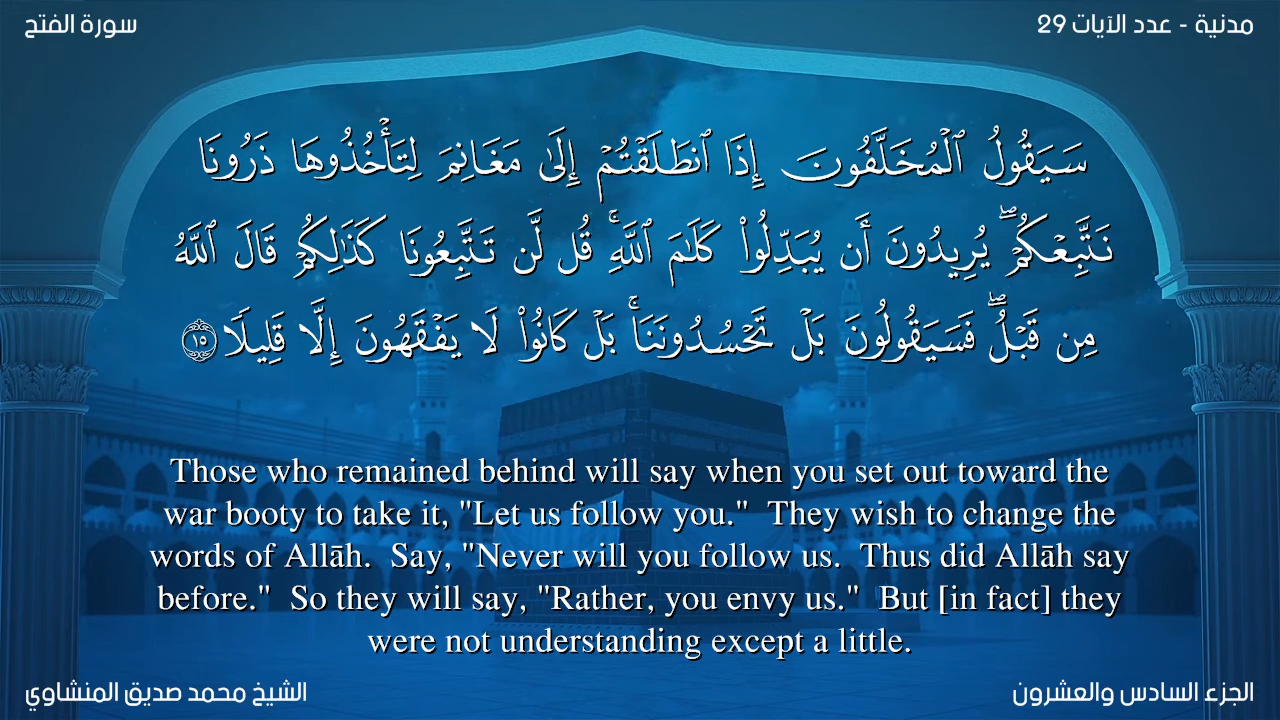 مدنية - عدد الآيات 29
سورة الفتح
سَيَقُولُ ٱلْمُخَلَّفُونَ إِذَا ٱنطَلَقْتُمْ إِلَىٰ مَغَانِمَ لِتَأْخُذُوهَا ذَرُونَا
نَتَّبِعْكُمْ ۖ يُرِيدُونَ أَن يُبَدِّلُوا۟ كَلَـٰمَ ٱللَّهِ ۚ قُل لَّن تَتَّبِعُونَا كَذَٰلِكُمْ قَالَ ٱللَّهُ
مِن قَبْلُ ۖ فَسَيَقُولُونَ بَلْ تَحْسُدُونَنَا ۚ بَلْ كَانُوا۟ لَا يَفْقَهُونَ إِلَّا قَلِيلًا ١٥
Those who remained behind will say when you set out toward the
war booty to take it, "Let us follow you."  They wish to change the
words of Allāh.  Say, "Never will you follow us.  Thus did Allāh say
before."  So they will say, "Rather, you envy us."  But [in fact] they
were not understanding except a little.
الجزء السادس والعشرون
الشيخ محمد صديق المنشاوي